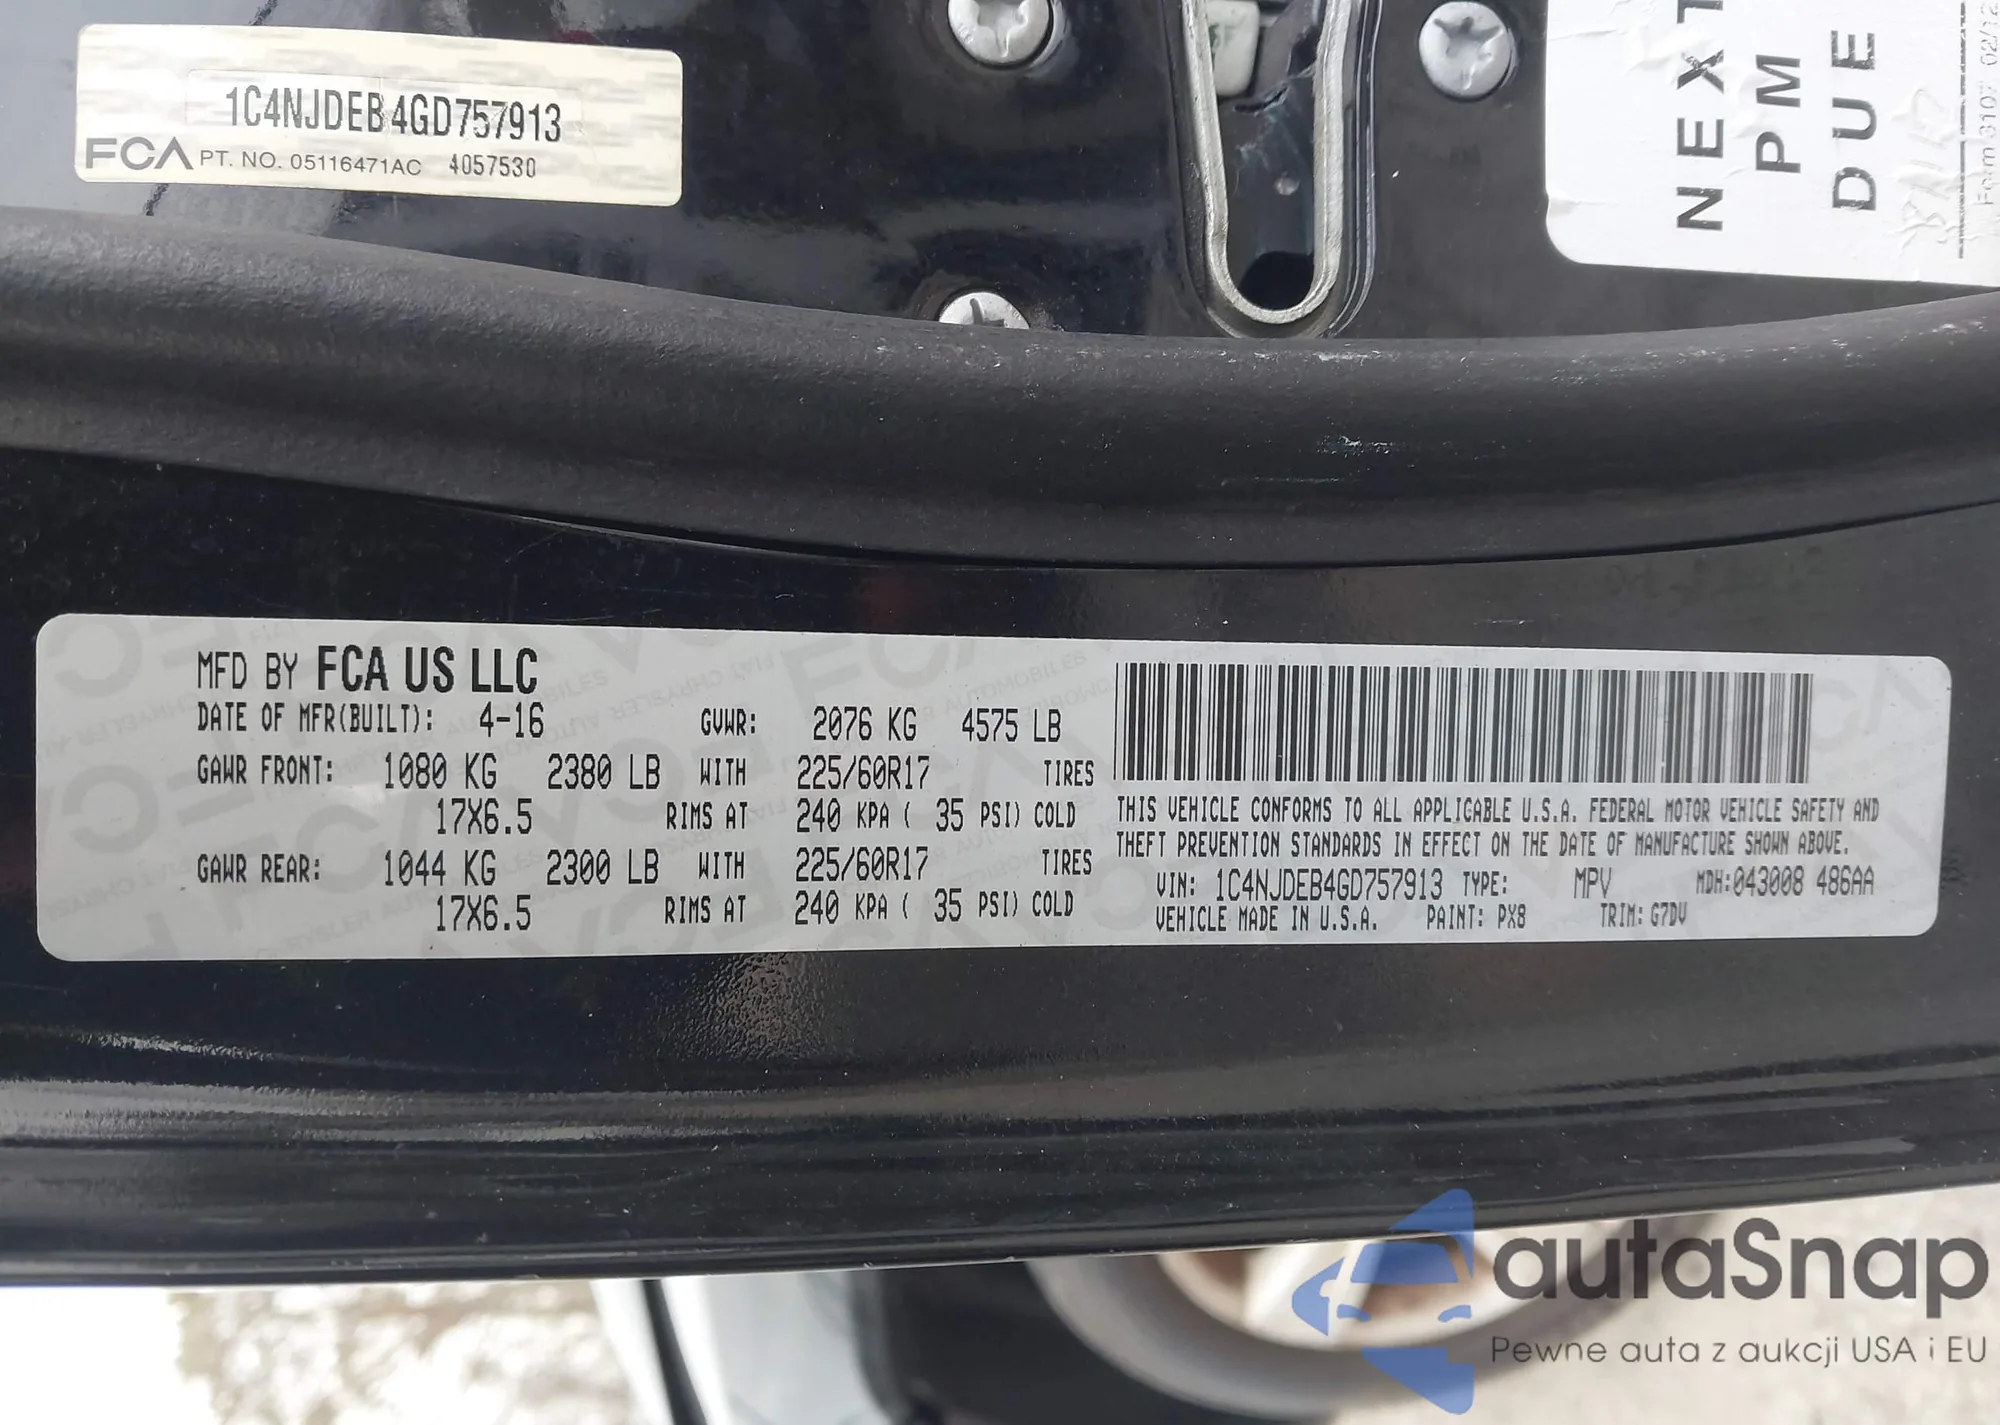 1C4NJDEB4GD757913
FCA PT. NO. 05116471AC 4057530
NEXT
PM
DUE
MFD BY FCA US LLC
DATE OF MFR(BUILT): 4-16 GVWR: 2076 KG 4575 LB
GAWR FRONT: 1080 KG 2380 LB WITH 225/60R17 TIRES
17X6.5 RIMS AT 240 KPA ( 35 PSI) COLD
GAWR REAR: 1044 KG 2300 LB WITH 225/60R17 TIRES
17X6.5 RIMS AT 240 KPA ( 35 PSI) COLD
THIS VEHICLE CONFORMS TO ALL APPLICABLE U.S.A. FEDERAL MOTOR VEHICLE SAFETY AND
THEFT PREVENTION STANDARDS IN EFFECT ON THE DATE OF MANUFACTURE SHOWN ABOVE.
VIN: 1C4NJDEB4GD757913 TYPE: MPV MDH:043008 486AA
VEHICLE MADE IN U.S.A. PAINT: PX8 TRIM: G7DV
autaSnap
Pewne auta z aukcji USA i EU